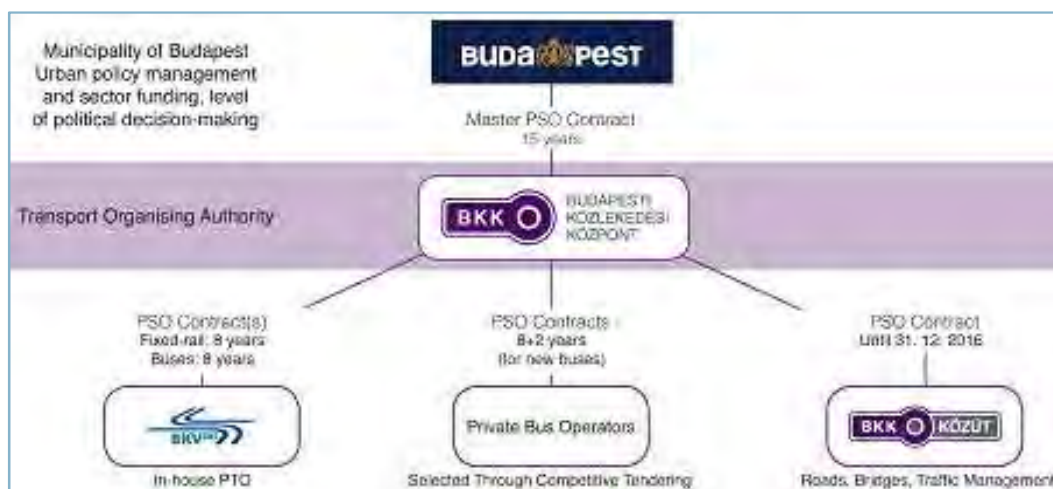 Municipality of Budapest
Urban policy management
and sector funding, level
of political decision-making
BUDAPEST
Master PSO Contract
15 years
Transport Organising Authority
BKK
BUDAPESTI
KÖZLEKEDÉSI
KÖZPONT
PSO Contract(s)
Fixed-rail: 8 years
Buses: 8 years
BKV
In-house PTO
PSO Contracts
8+2 years
(for new buses)
Private Bus Operators
Selected Through Competitive Tendering
PSO Contract
Until 31. 12. 2016
BKK KÖZÚT
Roads, Bridges, Traffic Management